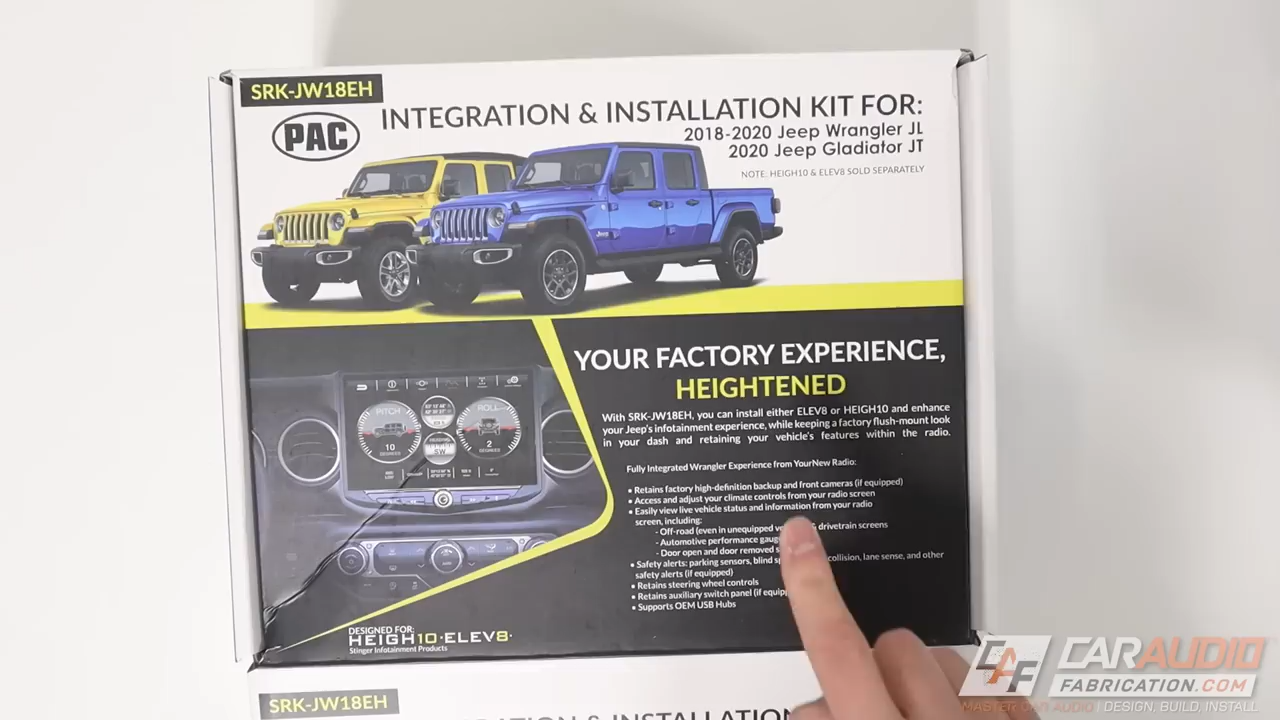 SRK-JW18EH
PAC
INTEGRATION & INSTALLATION KIT FOR:
2018-2020 Jeep Wrangler JL
2020 Jeep Gladiator JT
NOTE: HEIGH10 & ELEV8 SOLD SEPARATELY
YOUR FACTORY EXPERIENCE,
HEIGHTENED
With SRK-JW18EH, you can install either ELEV8 or HEIGH10 and enhance
your Jeep's infotainment experience, while keeping a factory flush-mount look
in your dash and retaining your vehicle's features within the radio.
Fully Integrated Wrangler Experience from YourNew Radio:
• Retains factory high-definition backup and front cameras (if equipped)
• Access and adjust your climate controls from your radio screen
• Easily view live vehicle status and information from your radio
screen, including:
- Off-road (even in unequipped & drivetrain screens
- Automotive performance
- Door open and door removed
• Safety alerts: parking sensors, blind collision, lane sense, and other
safety alerts (if equipped)
• Retains steering wheel controls
• Retains auxiliary switch panel (if
• Supports OEM USB Hubs
PITCH
10
DEGREES
ROLL
2
DEGREES
SW
DESIGNED FOR:
HEIGH10·ELEV8·
Stinger Infotainment Products
SRK-JW18EH
CAF
CARAUDIO
FABRICATION.COM
MASTER CAR AUDIO | DESIGN, BUILD, INSTALL.